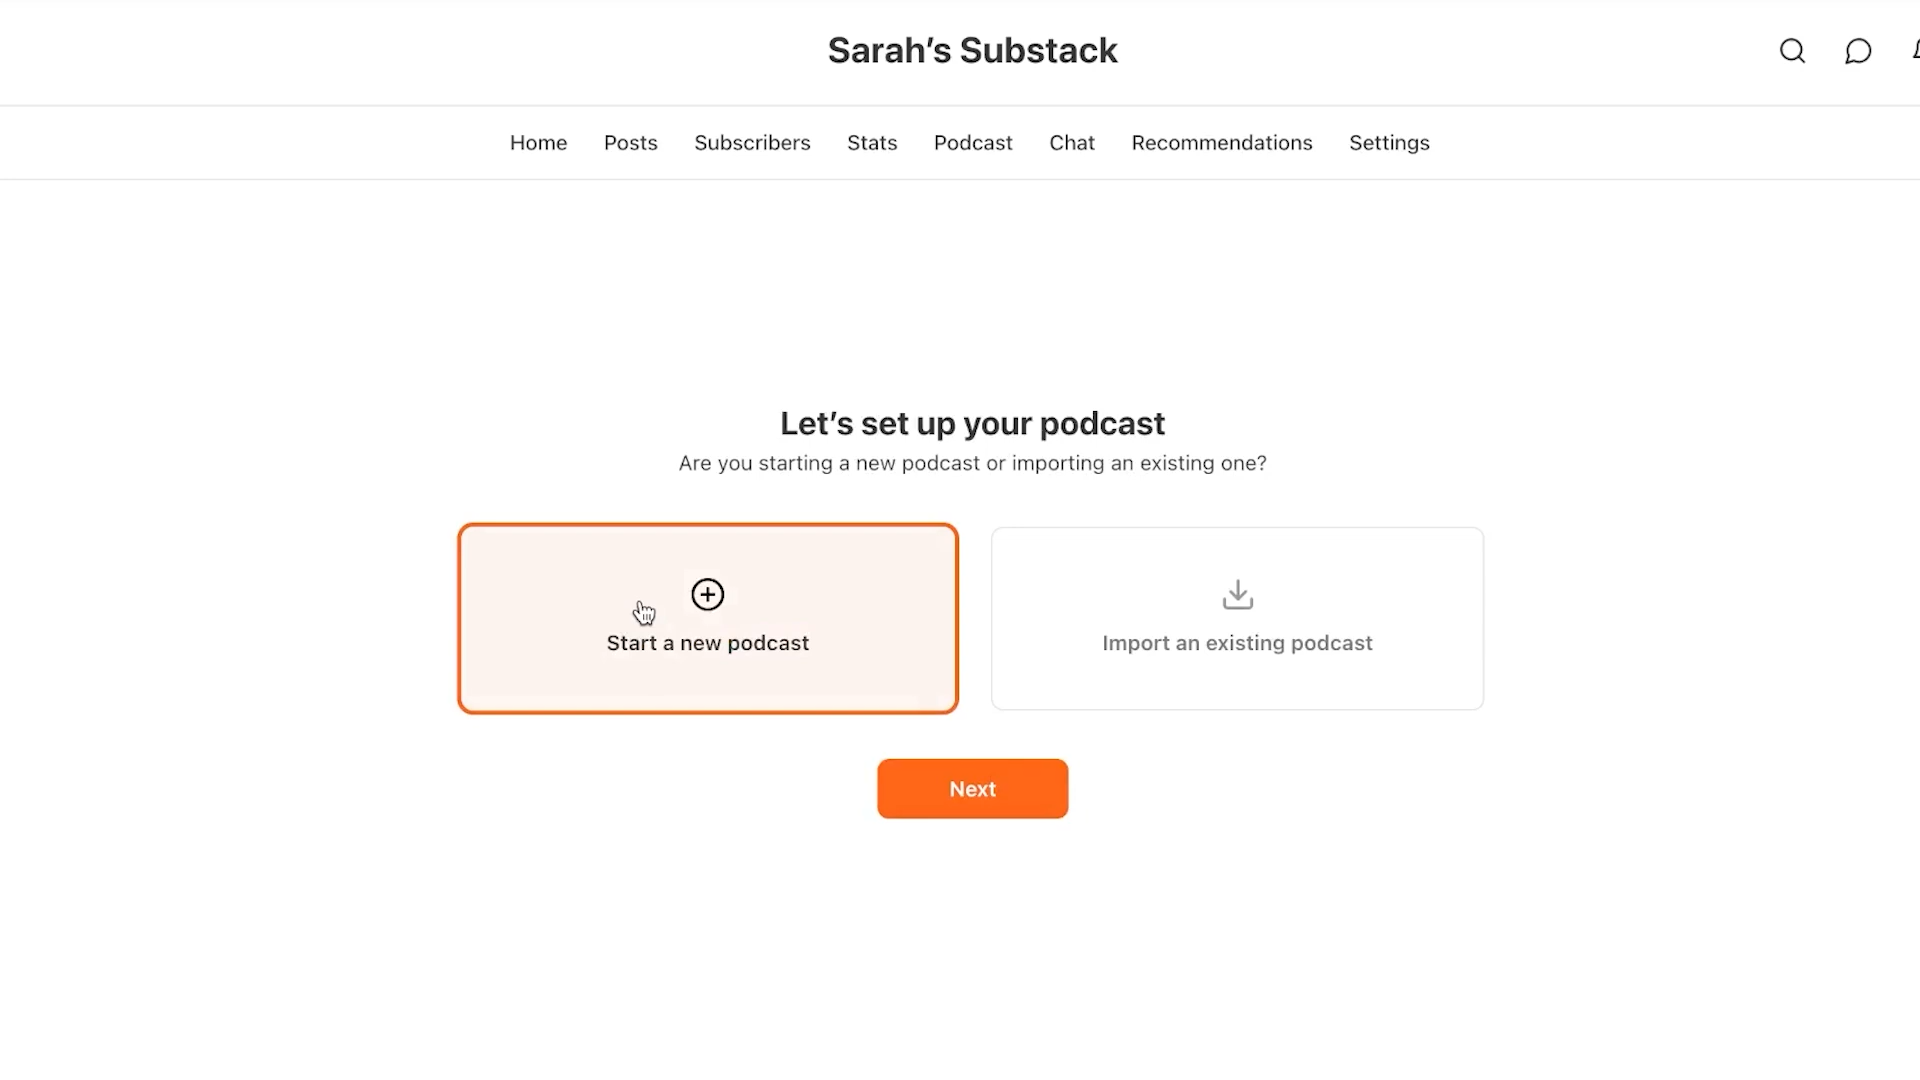 Sarah’s Substack
Home Posts Subscribers Stats Podcast Chat Recommendations Settings
Let’s set up your podcast
Are you starting a new podcast or importing an existing one?
Start a new podcast
Import an existing podcast
Next